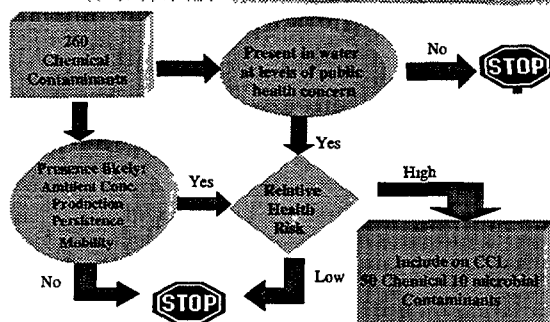 260
Chemical
Contaminants
Present in water
at levels of public
health concern
No
STOP
Yes
Presence likely:
Ambient Conc.
Production
Persistence
Mobility
Yes
Relative
Health
Risk
High
Include on CCL
50 Chemical 10 microbial
Contaminants
No
STOP
Low